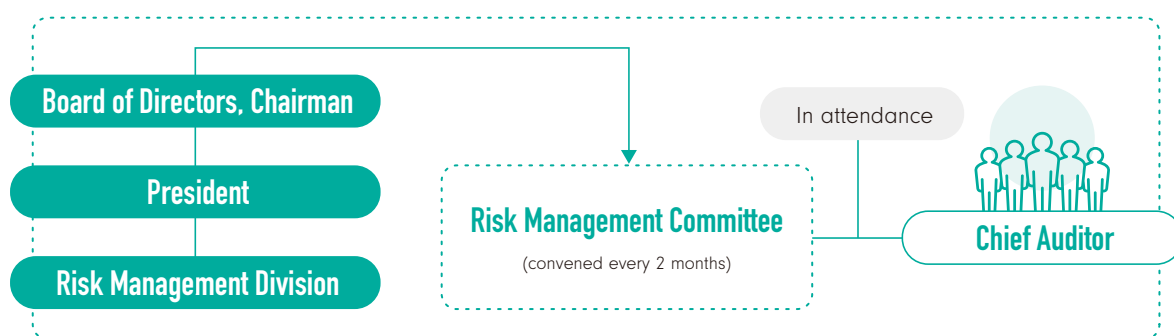 Board of Directors, Chairman
President
Risk Management Division
Risk Management Committee
(convened every 2 months)
In attendance
Chief Auditor